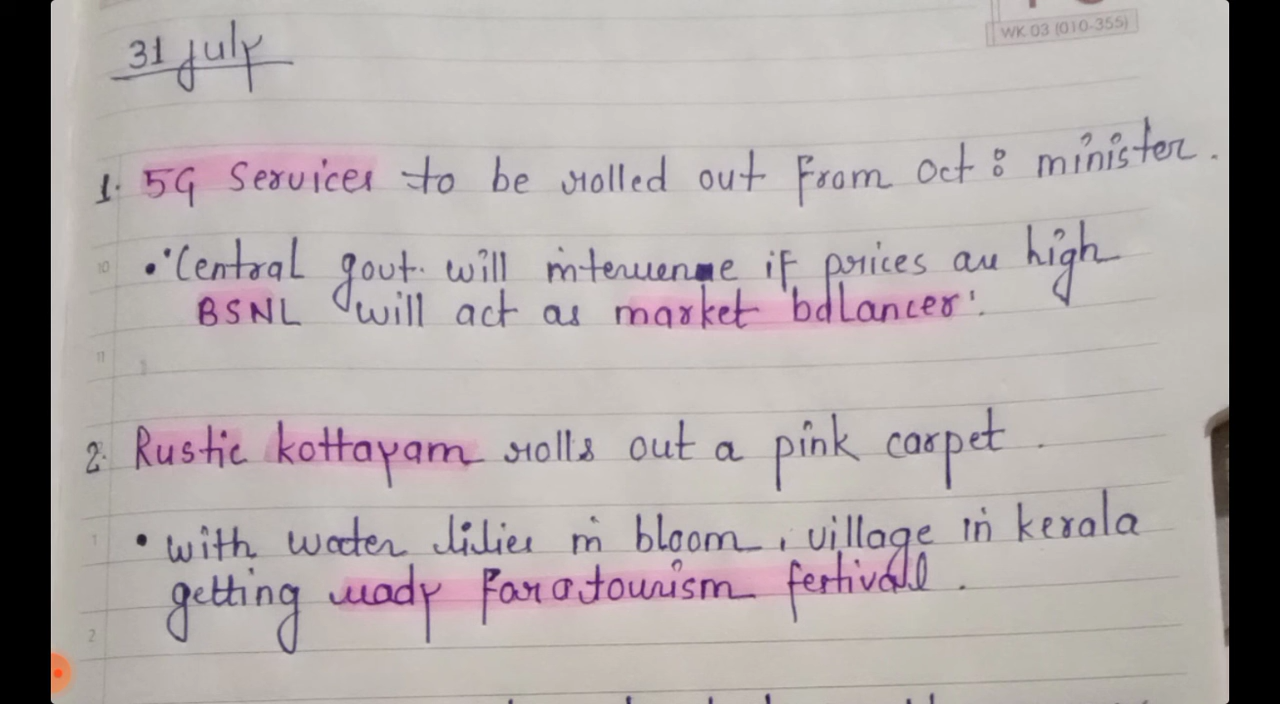 WK 03 (010-355)
31 july
1. 5G Services to be rolled out from Oct : minister.
• 'Central govt. will intervenne if prices are high
BSNL will act as market balancer'.
2. Rustic kottayam rolls out a pink carpet.
• with water lilies in bloom, village in kerala
getting ready for a tourism festival.